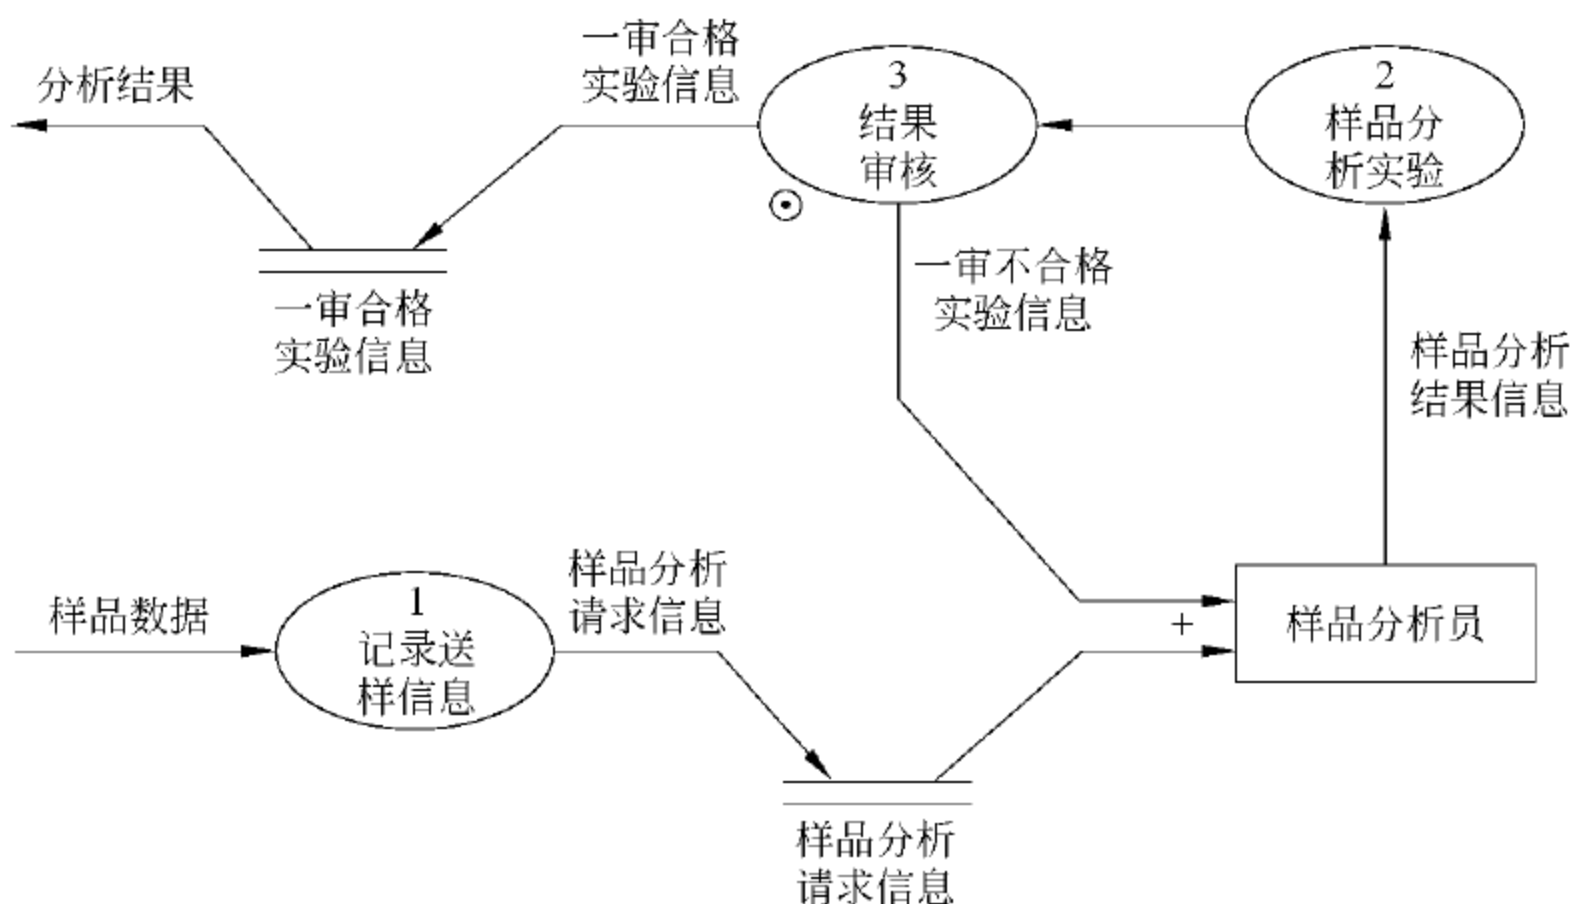 一审合格
实验信息
分析结果
3
结果
审核
2
样品分
析实验
一审不合格
实验信息
一审合格
实验信息
样品分析
结果信息
样品分析
请求信息
样品数据
1
记录送
样信息
+
样品分析员
样品分析
请求信息